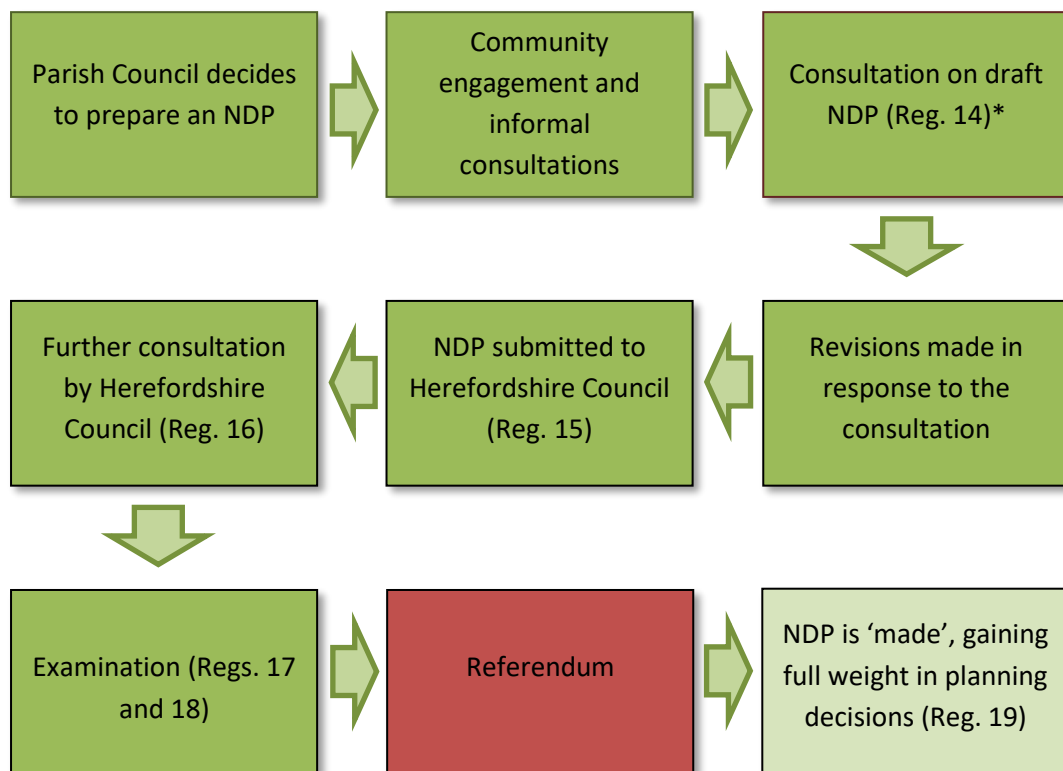 Parish Council decides
to prepare an NDP
Community
engagement and
informal
consultations
Consultation on draft
NDP (Reg. 14)*
Revisions made in
response to the
consultation
NDP submitted to
Herefordshire Council
(Reg. 15)
Further consultation
by Herefordshire
Council (Reg. 16)
Examination (Regs. 17
and 18)
Referendum
NDP is ‘made’, gaining
full weight in planning
decisions (Reg. 19)